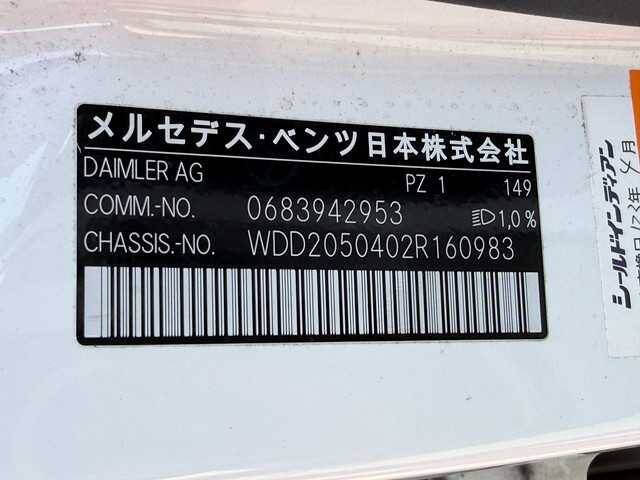 メルセデス・ベンツ日本株式会社
DAIMLER AG
PZ 1 149
COMM.-NO. 0683942953 1,0%
CHASSIS.-NO. WDD2050402R160983
シールドインディアン